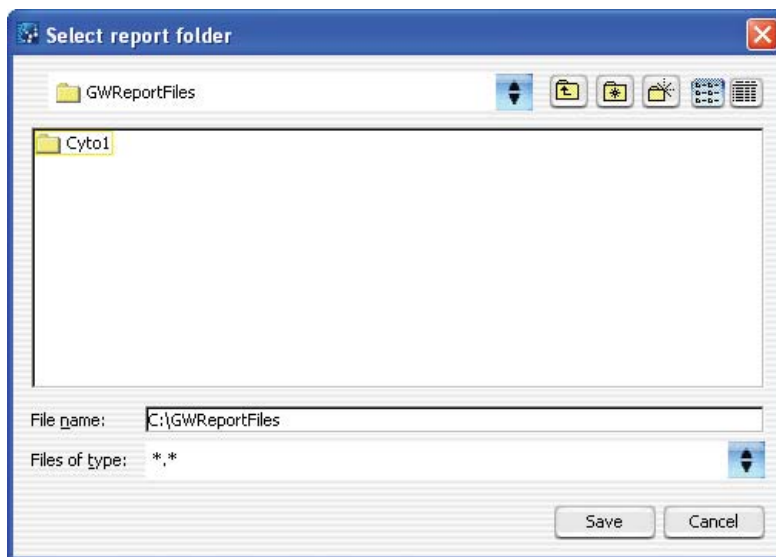 Select report folder
GWReportFiles
Cyto1
File name: C:\GWReportFiles
Files of type: *.*
Save Cancel